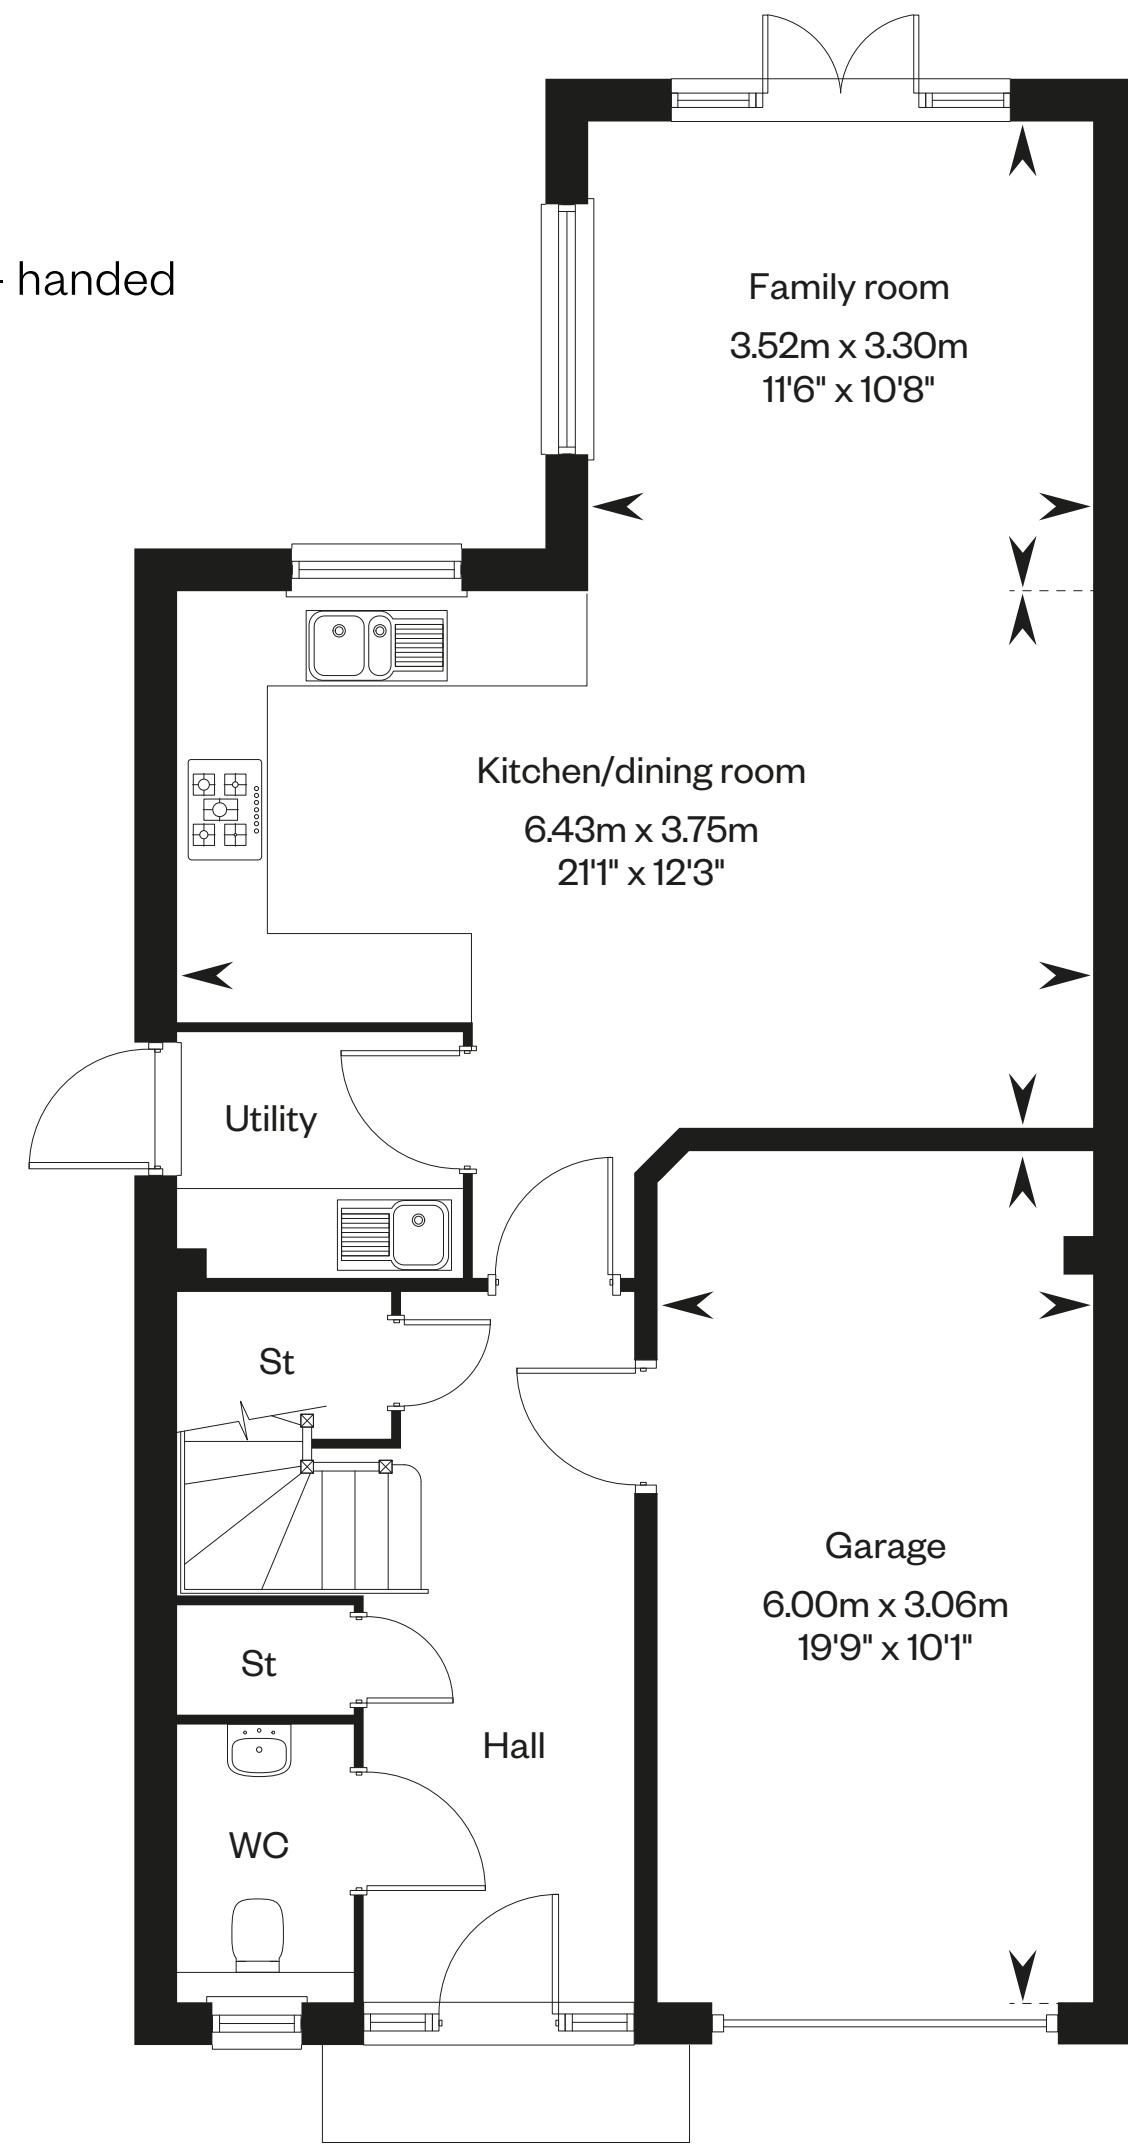 - handed
Family room
3.52m x 3.30m
11'6" x 10'8"
Kitchen/dining room
6.43m x 3.75m
21'1" x 12'3"
Utility
St
Garage
6.00m x 3.06m
19'9" x 10'1"
St
Hall
WC